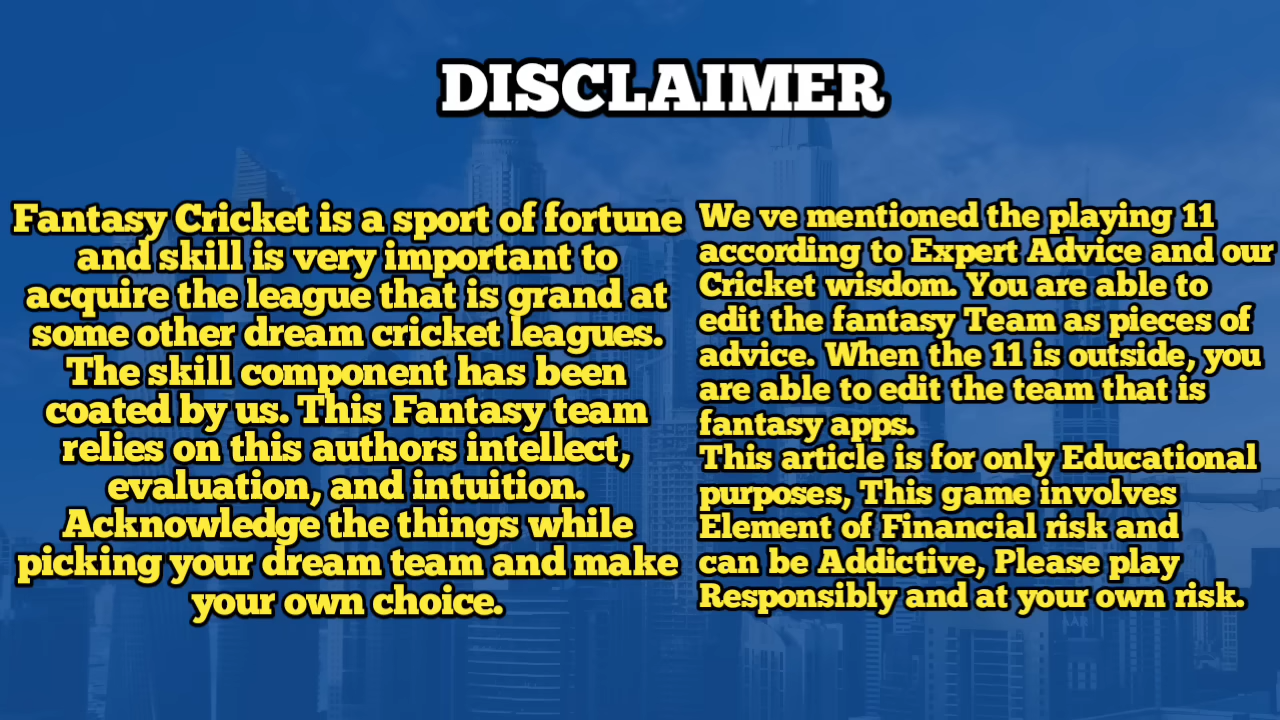 DISCLAIMER
Fantasy Cricket is a sport of fortune
and skill is very important to
acquire the league that is grand at
some other dream cricket leagues.
The skill component has been
coated by us. This Fantasy team
relies on this authors intellect,
evaluation, and intuition.
Acknowledge the things while
picking your dream team and make
your own choice.
We ve mentioned the playing 11
according to Expert Advice and our
Cricket wisdom. You are able to
edit the fantasy Team as pieces of
advice. When the 11 is outside, you
are able to edit the team that is
fantasy apps.
This article is for only Educational
purposes, This game involves
Element of Financial risk and
can be Addictive, Please play
Responsibly and at your own risk.